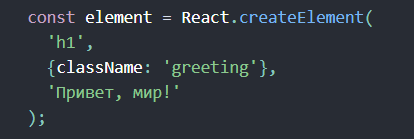 const element = React.createElement(
  'h1',
  {className: 'greeting'},
  'Привет, мир!'
);